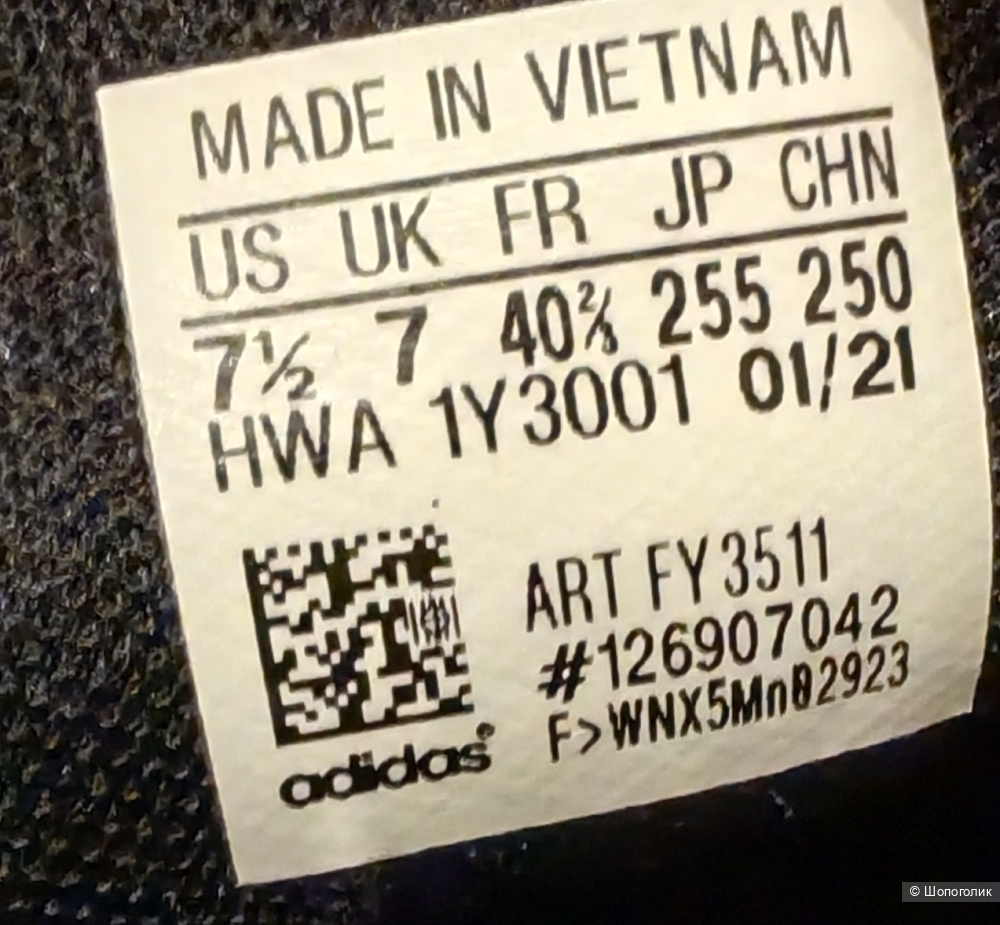 MADE IN VIETNAM
US UK FR JP CHN
7½ 7 40⅔ 255 250
HWA 1Y3001 01/21
ART FY3511
#126907042
F>WNX5Mn02923
adidas®
© Шопоголик